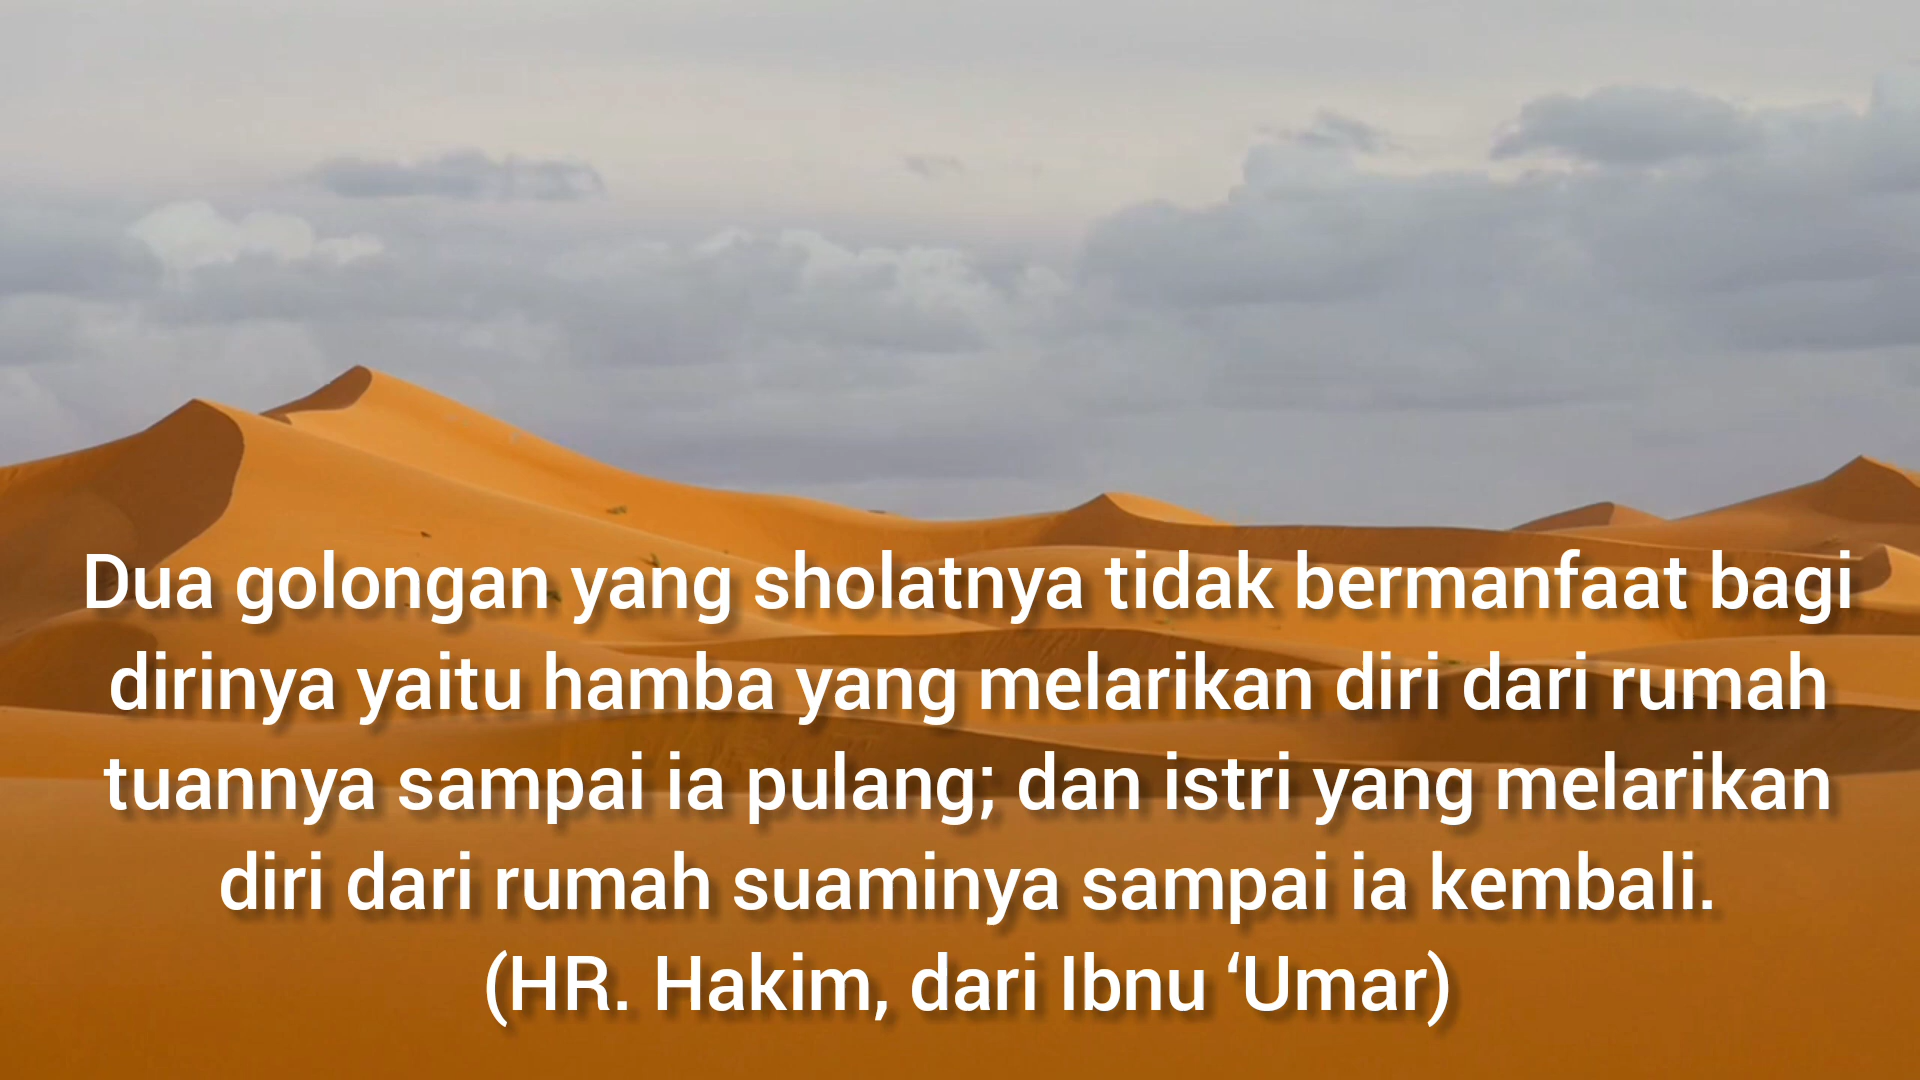 Dua golongan yang sholatnya tidak bermanfaat bagi
dirinya yaitu hamba yang melarikan diri dari rumah
tuannya sampai ia pulang; dan istri yang melarikan
diri dari rumah suaminya sampai ia kembali.
(HR. Hakim, dari Ibnu ‘Umar)